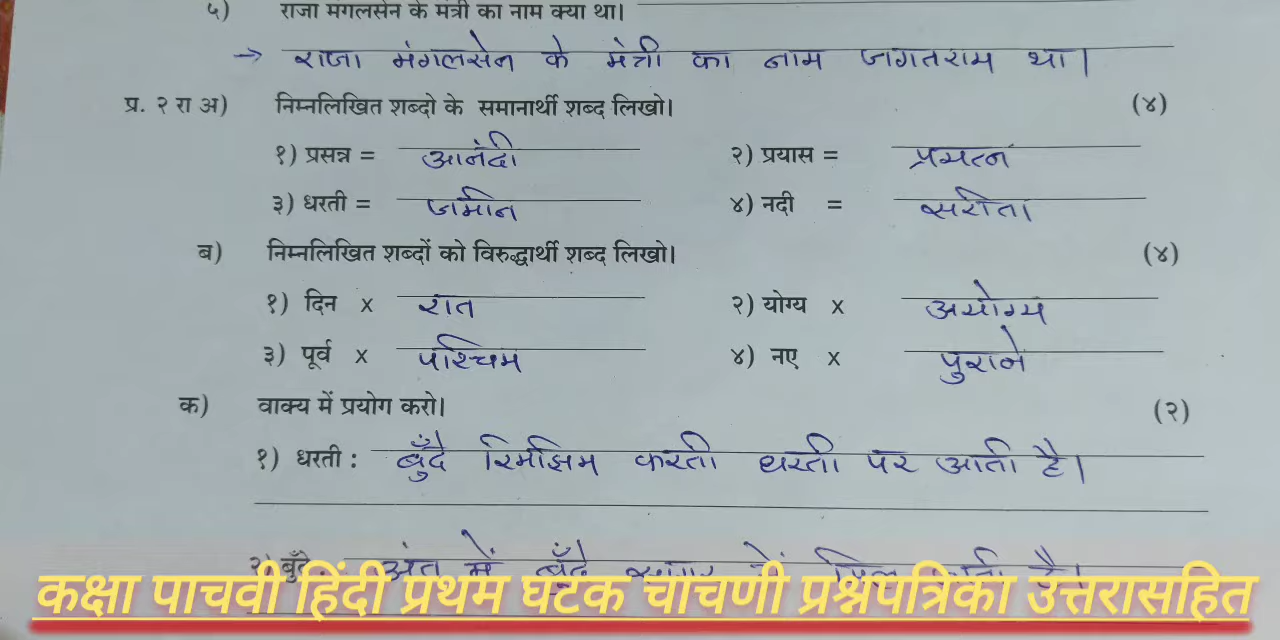 ५) राजा मंगलसेन के मंत्री का नाम क्या था।
→ राजा मंगलसेन के मंत्री का नाम जगतराम था।
प्र. २ रा अ) निम्नलिखित शब्दो के समानार्थी शब्द लिखो। (४)
१) प्रसन्न = आनंदी २) प्रयास = प्रयत्न
३) धरती = जमीन ४) नदी = सरीता
ब) निम्नलिखित शब्दों को विरुद्धार्थी शब्द लिखो। (४)
१) दिन x रात २) योग्य x अयोग्य
३) पूर्व x पश्चिम ४) नए x पुराने
क) वाक्य में प्रयोग करो। (२)
१) धरती : बुँदे रिमझिम करती धरती पर आती है।
२) बुँदे : अंत में बुँदे सागर में मिल जाती है।
कक्षा पाचवी हिंदी प्रथम घटक चाचणी प्रश्नपत्रिका उत्तरासहित